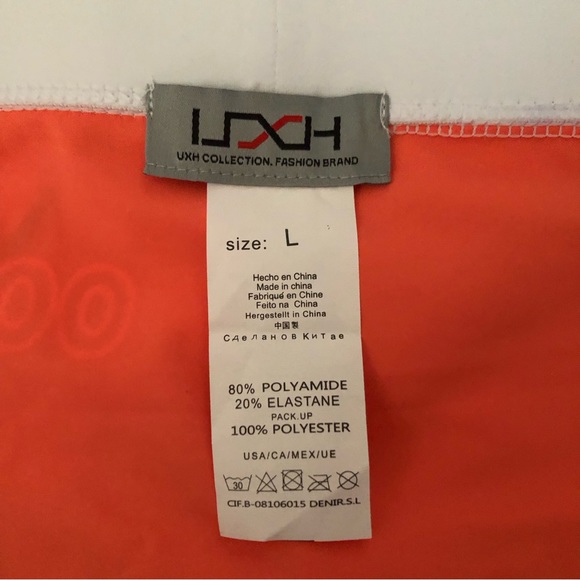 UXH
UXH COLLECTION. FASHION BRAND
size: L
Hecho en China
Made in china
Fabriqué en Chine
Feito na China
Hergestellt in China
中国製
Сделанов Китае
80% POLYAMIDE
20% ELASTANE
PACK.UP
100% POLYESTER
USA/CA/MEX/UE
30
CIF.B-08106015 DENIR.S.L